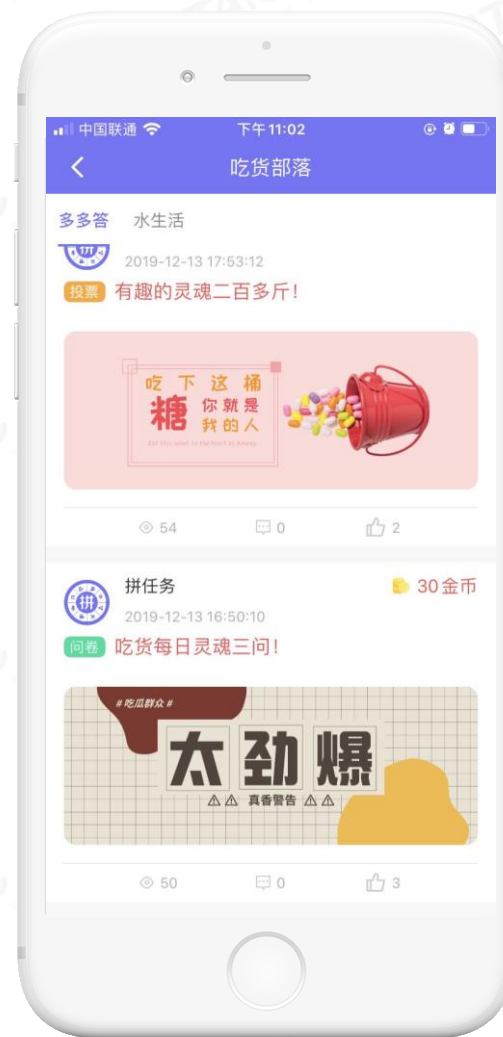 中国联通
下午11:02
吃货部落
多多答 水生活
拼
2019-12-13 17:53:12
投票 有趣的灵魂二百多斤！
吃下这桶
糖 你就是
我的人
54 0 2
拼任务 30金币
拼
2019-12-13 16:50:10
问卷 吃货每日灵魂三问！
# 吃瓜群众 #
太劲爆
真香警告
50 0 3